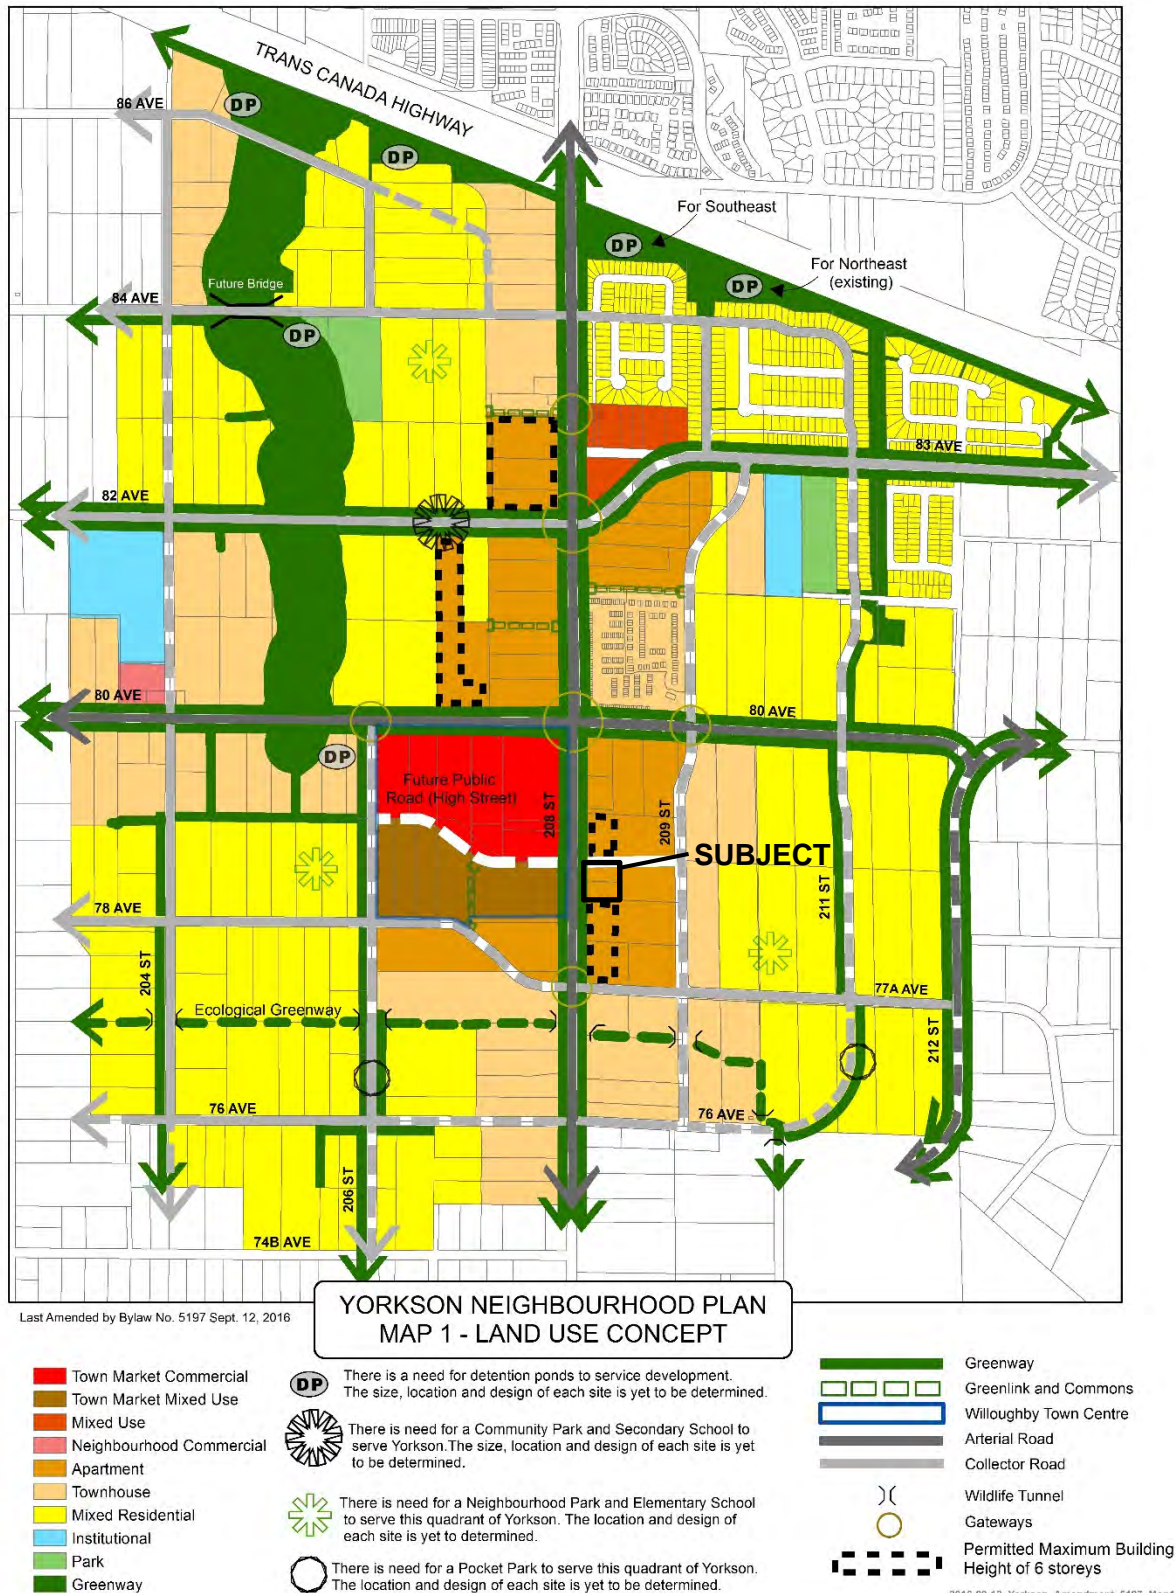 TRANS CANADA HIGHWAY
86 AVE
DP
DP
For Southeast
DP
For Northeast
(existing)
DP
Future Bridge
84 AVE
DP
83 AVE
82 AVE
80 AVE
80 AVE
DP
Future Public
Road (High Street)
208 ST
209 ST
SUBJECT
211 ST
78 AVE
204 ST
77A AVE
Ecological Greenway
212 ST
76 AVE
76 AVE
206 ST
74B AVE
Last Amended by Bylaw No. 5197 Sept. 12, 2016
YORKSON NEIGHBOURHOOD PLAN
MAP 1 - LAND USE CONCEPT
Town Market Commercial
Town Market Mixed Use
Mixed Use
Neighbourhood Commercial
Apartment
Townhouse
Mixed Residential
Institutional
Park
Greenway
DP
There is a need for detention ponds to service development.
The size, location and design of each site is yet to be determined.
There is need for a Community Park and Secondary School to
serve Yorkson.The size, location and design of each site is yet
to be determined.
There is need for a Neighbourhood Park and Elementary School
to serve this quadrant of Yorkson. The location and design of
each site is yet to determined.
There is need for a Pocket Park to serve this quadrant of Yorkson.
The location and design of each site is yet to be determined.
Greenway
Greenlink and Commons
Willoughby Town Centre
Arterial Road
Collector Road
Wildlife Tunnel
Gateways
Permitted Maximum Building
Height of 6 storeys